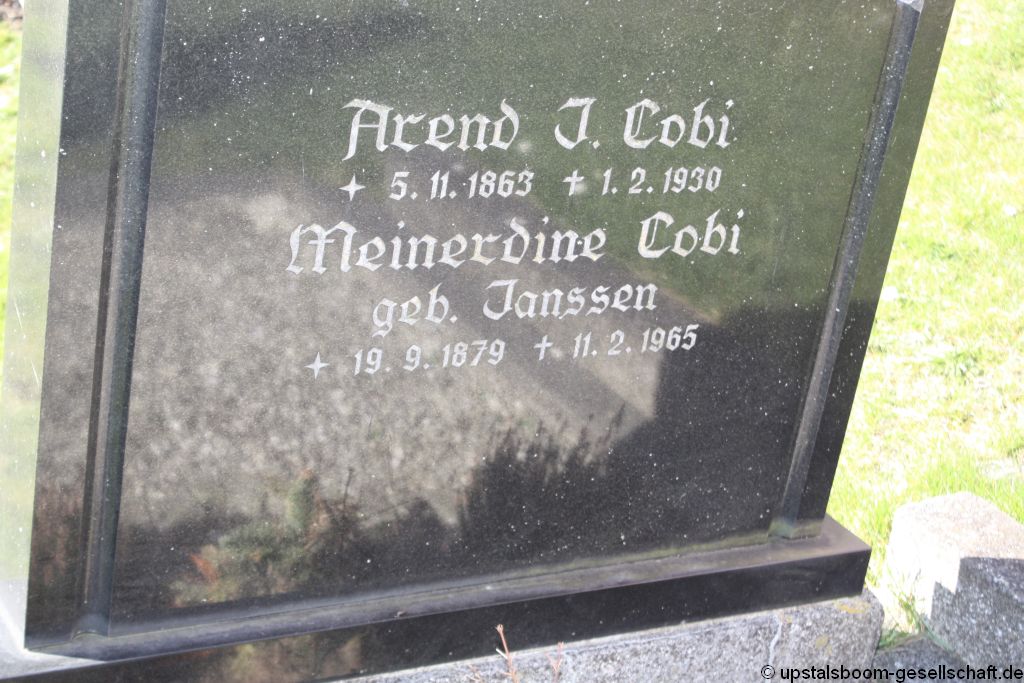 Arend J. Cobi
✦ 5. 11. 1863 ✝ 1. 2. 1930
Meinerdine Cobi
geb. Janssen
✦ 19. 9. 1879 ✝ 11. 2. 1965
© upstalsboom-gesellschaft.de